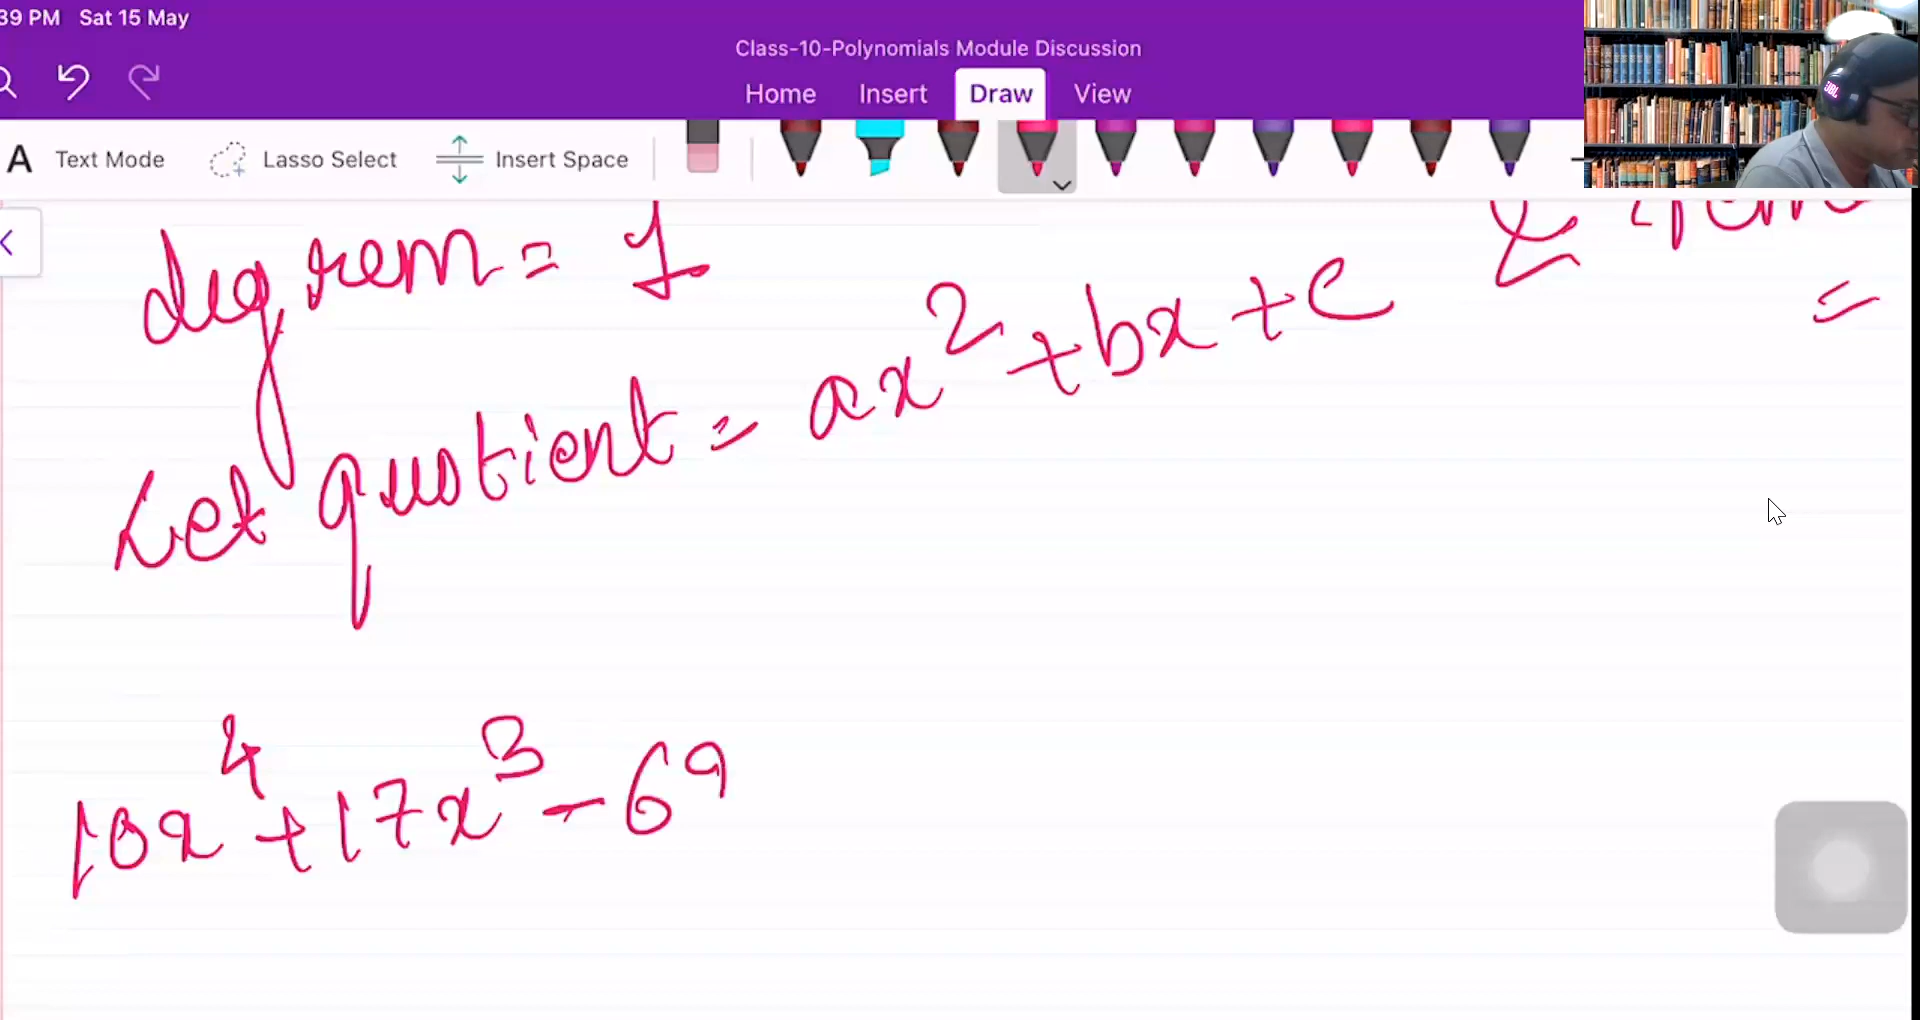 39 PM Sat 15 May
Class-10-Polynomials Module Discussion
Home Insert Draw View
A Text Mode Lasso Select Insert Space
deg rem = 1
&
=
Let quotient = ax² + bx + c
10x⁴ + 17x³ - 69
JBL